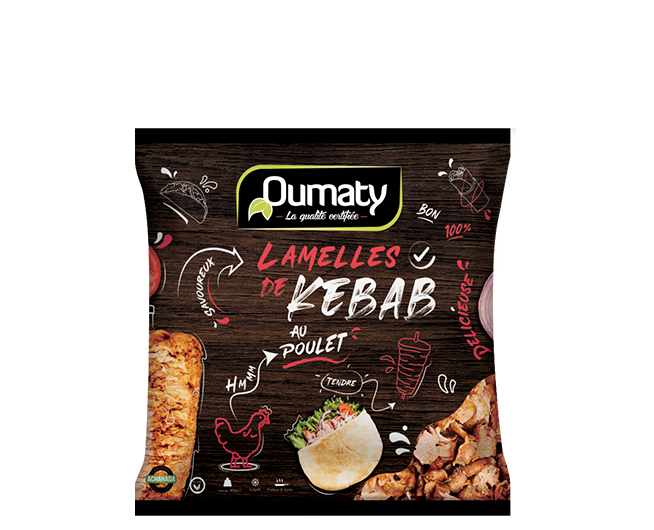 Oumaty
La qualité certifiée
BON
100%
LAMELLES
DE
KEBAB
AU
POULET
SAVOUREUX
DÉLICIEUSE
HMMM
TENDRE
ACHAHADA